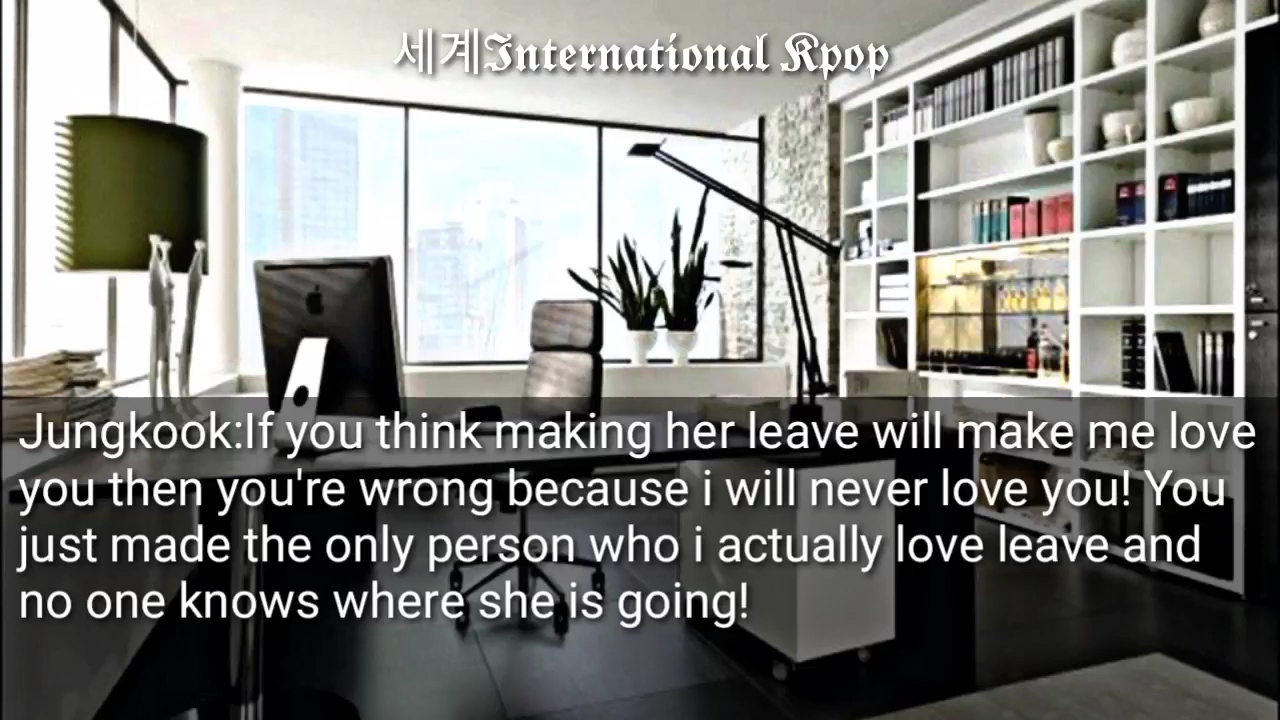 세계International Kpop
Jungkook:If you think making her leave will make me love
you then you're wrong because i will never love you! You
just made the only person who i actually love leave and
no one knows where she is going!